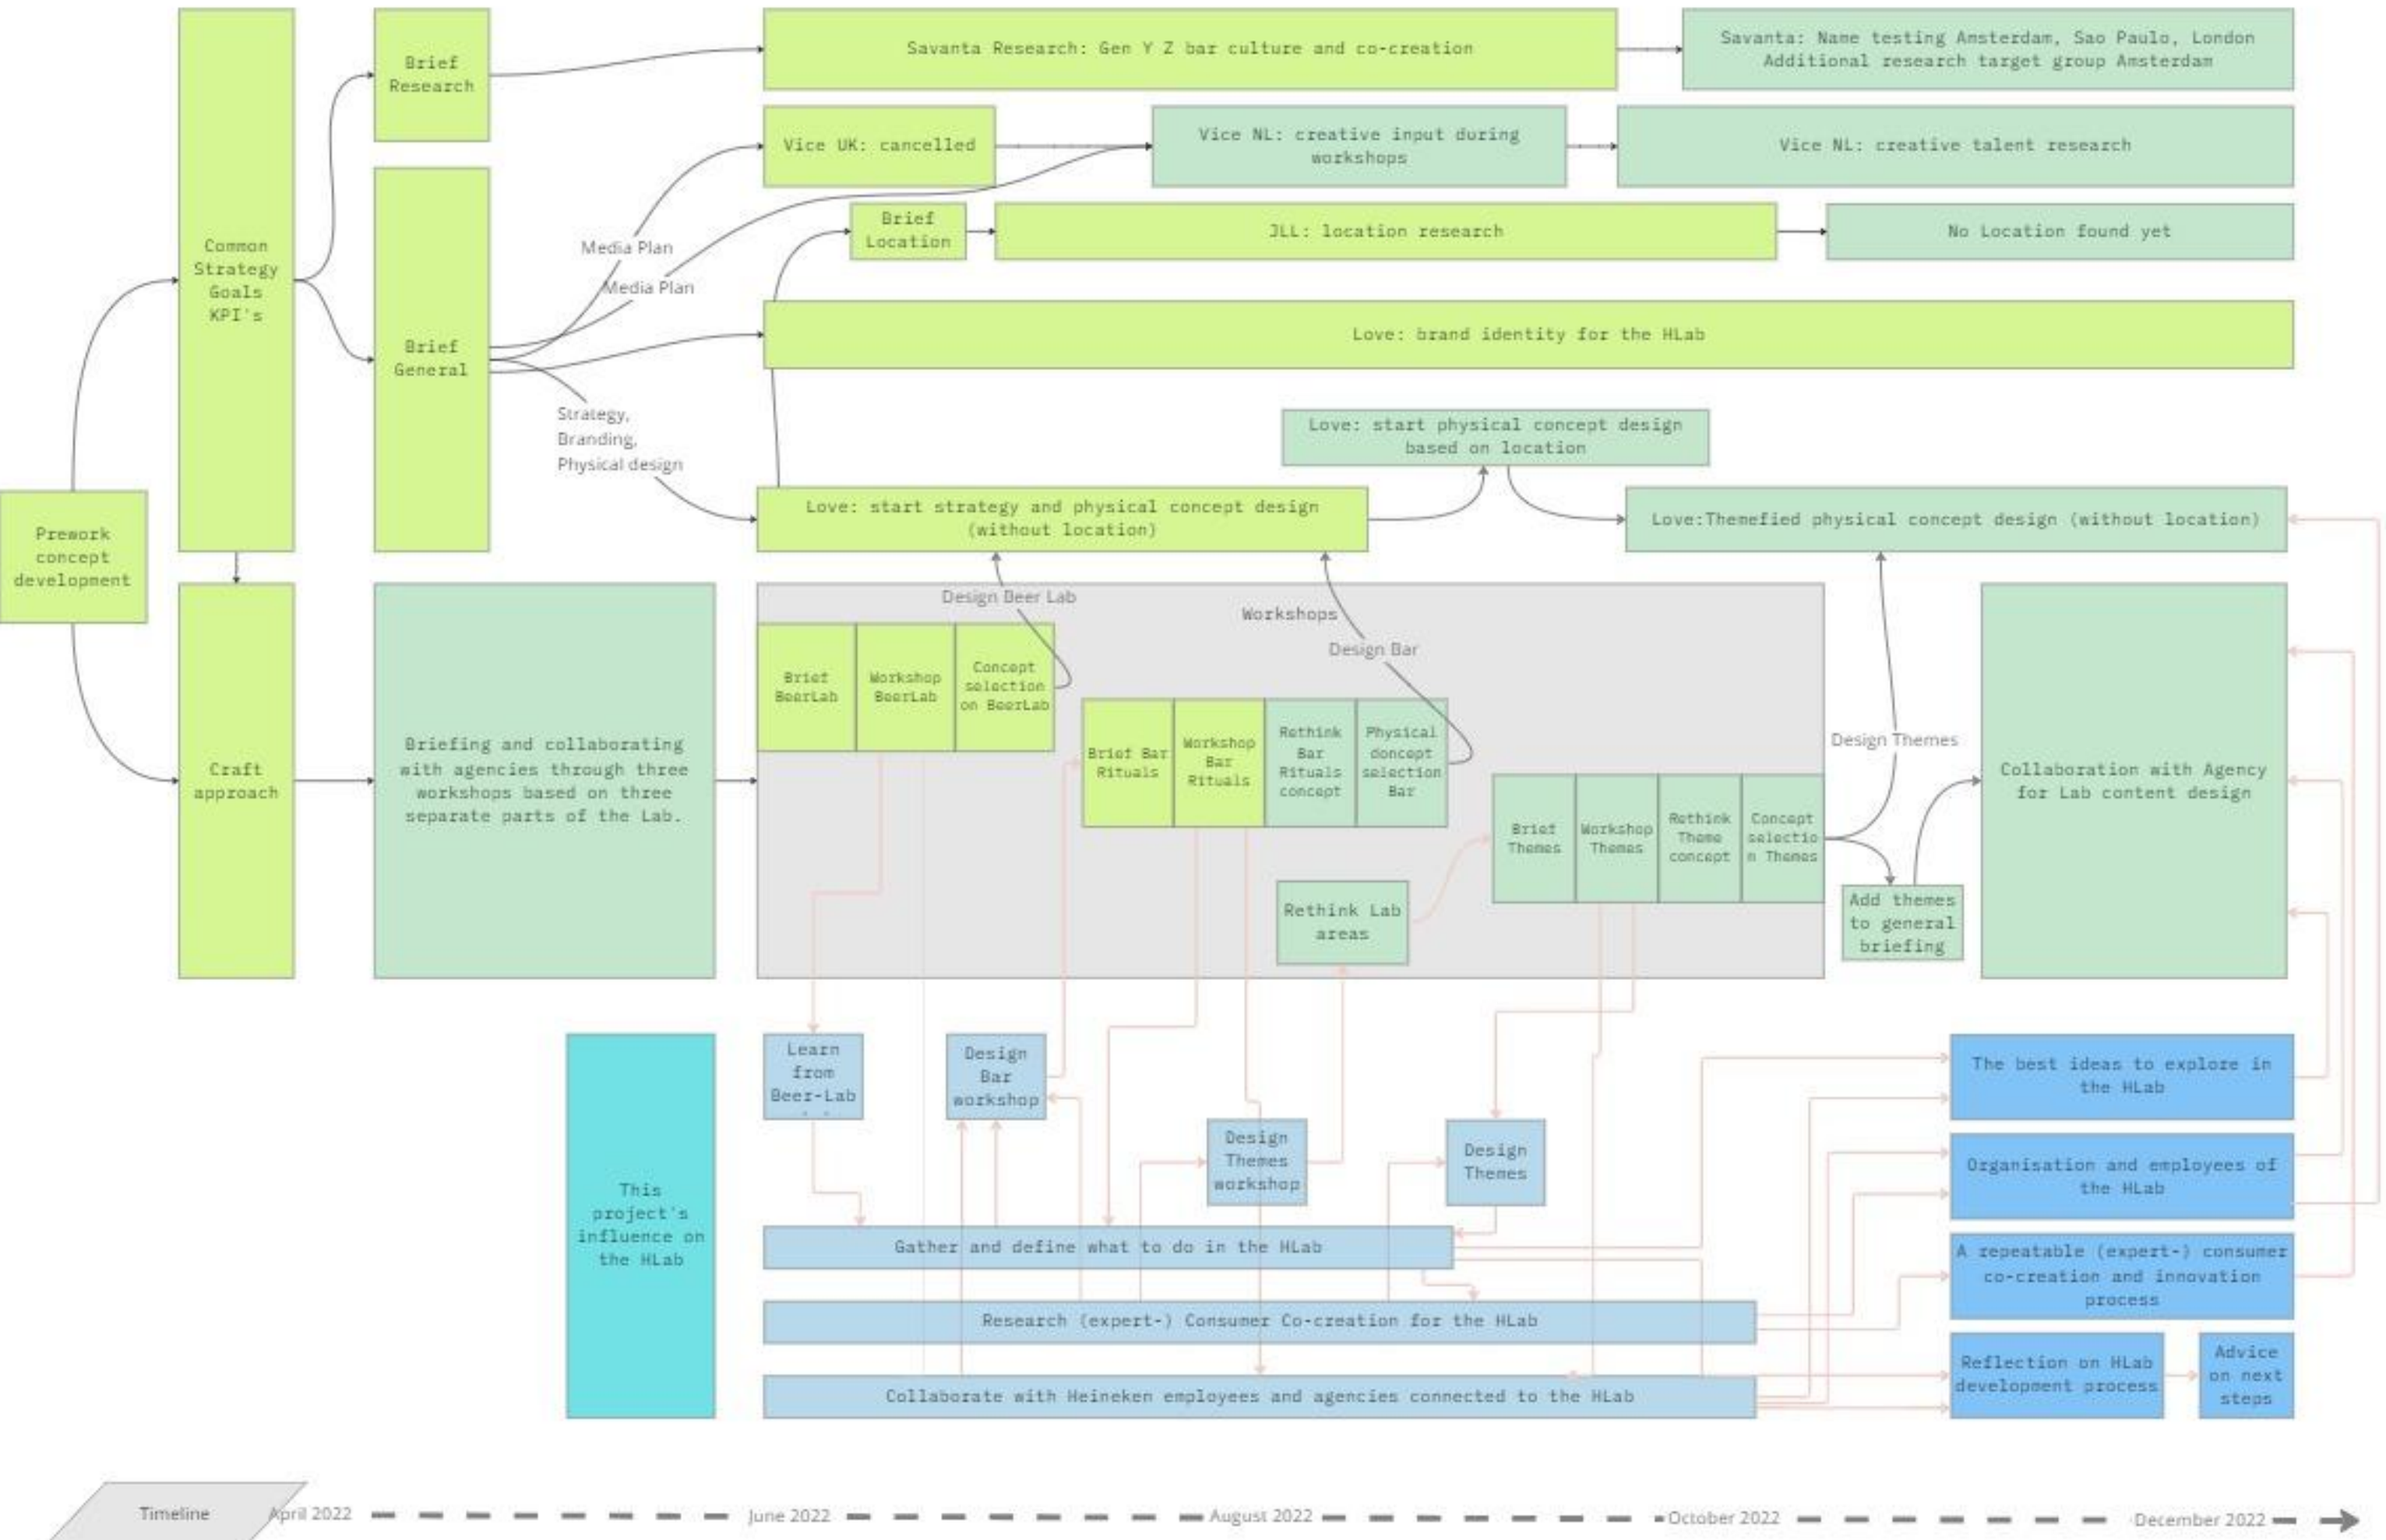 Savanta Research: Gen Y Z bar culture and co-creation
Savanta: Name testing Amsterdam, Sao Paulo, London
Additional research target group Amsterdam
Brief
Research
Vice UK: cancelled
Vice NL: creative input during
workshops
Vice NL: creative talent research
Brief
Location
JLL: location research
No Location found yet
Common
Strategy
Goals
KPI's
Media Plan
Media Plan
Brief
General
Love: brand identity for the HLab
Strategy,
Branding,
Physical design
Love: start physical concept design
based on location
Love: start strategy and physical concept design
(without location)
Love:Themefied physical concept design (without location)
Prework
concept
development
Craft
approach
Briefing and collaborating
with agencies through three
workshops based on three
separate parts of the Lab.
Design Beer Lab
Workshops
Design Bar
Brief
BeerLab
Workshop
BeerLab
Concept
selection
on BeerLab
Brief Bar
Rituals
Workshop
Bar
Rituals
Rethink
Bar
Rituals
concept
Physical
doncept
selection
Bar
Brief
Themes
Workshop
Themes
Rethink
Theme
concept
Concept
selectio
n Themes
Rethink Lab
areas
Design Themes
Add themes
to general
briefing
Collaboration with Agency
for Lab content design
This
project's
influence on
the HLab
Learn
from
Beer-Lab
Design
Bar
workshop
Design
Themes
workshop
Design
Themes
Gather and define what to do in the HLab
Research (expert-) Consumer Co-creation for the HLab
Collaborate with Heineken employees and agencies connected to the HLab
The best ideas to explore in
the HLab
Organisation and employees of
the HLab
A repeatable (expert-) consumer
co-creation and innovation
process
Reflection on HLab
development process
Advice
on next
steps
Timeline
April 2022
June 2022
August 2022
October 2022
December 2022